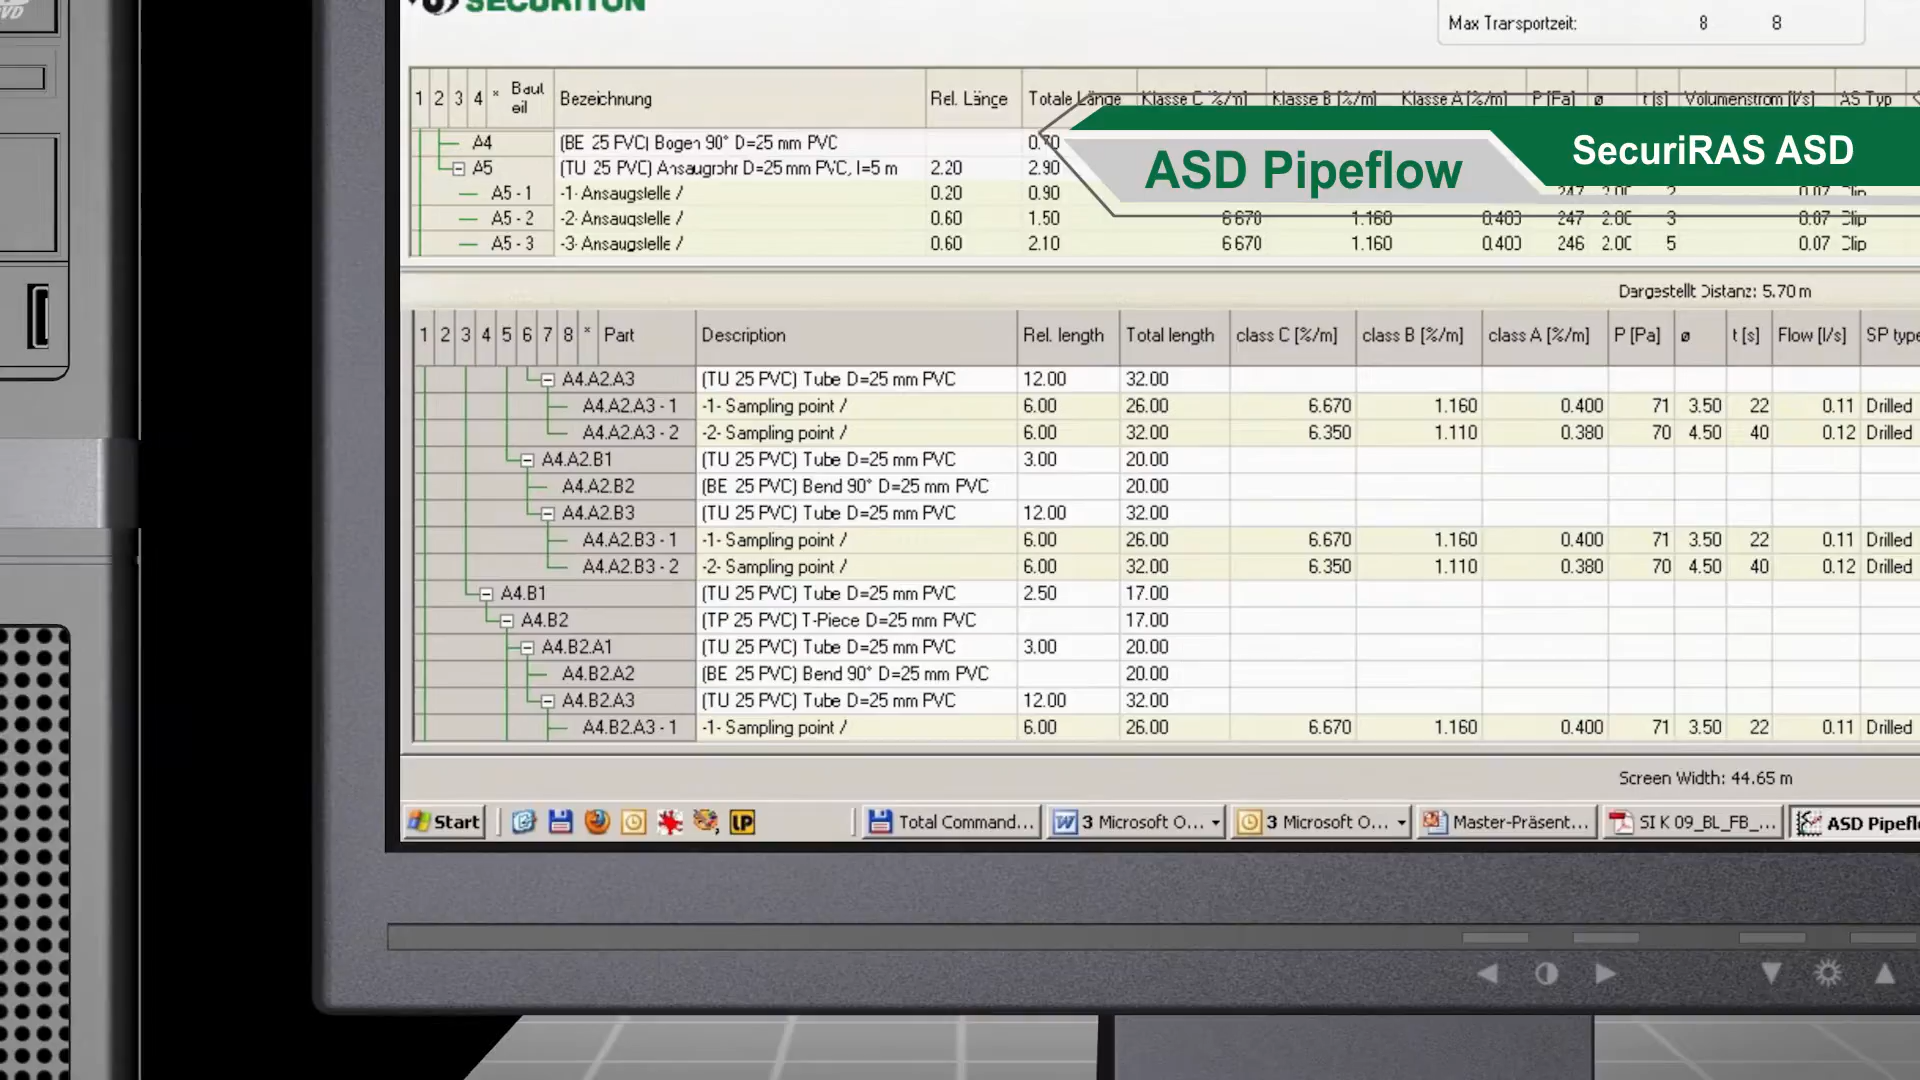 DVD
SECURITON
Max Transportzeit: 8 8
1 2 3 4 * Baut eil Bezeichnung Rel. Länge Totale Länge Klasse C [%/m] Klasse B [%/m] Klasse A [%/m] P [Pa] ø t [s] Volumenstrom [l/s] AS Typ
A4 (BE 25 PVC) Bogen 90° D=25 mm PVC 0.70
A5 (TU 25 PVC) Ansaugrohr D=25 mm PVC, l=5 m 2.20 2.90
A5 - 1 -1- Ansaugstelle / 0.20 0.90 247 2.00 2 0.07 Clip
A5 - 2 -2- Ansaugstelle / 0.60 1.50 6.670 1.160 0.400 247 2.00 3 0.07 Clip
A5 - 3 -3- Ansaugstelle / 0.60 2.10 6.670 1.160 0.400 246 2.00 5 0.07 Clip
ASD Pipeflow
SecuriRAS ASD
Dargestellt Distanz: 5.70 m
1 2 3 4 5 6 7 8 * Part Description Rel. length Total length class C [%/m] class B [%/m] class A [%/m] P [Pa] ø t [s] Flow [l/s] SP type
A4.A2.A3 (TU 25 PVC) Tube D=25 mm PVC 12.00 32.00
A4.A2.A3 - 1 -1- Sampling point / 6.00 26.00 6.670 1.160 0.400 71 3.50 22 0.11 Drilled
A4.A2.A3 - 2 -2- Sampling point / 6.00 32.00 6.350 1.110 0.380 70 4.50 40 0.12 Drilled
A4.A2.B1 (TU 25 PVC) Tube D=25 mm PVC 3.00 20.00
A4.A2.B2 (BE 25 PVC) Bend 90° D=25 mm PVC 20.00
A4.A2.B3 (TU 25 PVC) Tube D=25 mm PVC 12.00 32.00
A4.A2.B3 - 1 -1- Sampling point / 6.00 26.00 6.670 1.160 0.400 71 3.50 22 0.11 Drilled
A4.A2.B3 - 2 -2- Sampling point / 6.00 32.00 6.350 1.110 0.380 70 4.50 40 0.12 Drilled
A4.B1 (TU 25 PVC) Tube D=25 mm PVC 2.50 17.00
A4.B2 (TP 25 PVC) T-Piece D=25 mm PVC 17.00
A4.B2.A1 (TU 25 PVC) Tube D=25 mm PVC 3.00 20.00
A4.B2.A2 (BE 25 PVC) Bend 90° D=25 mm PVC 20.00
A4.B2.A3 (TU 25 PVC) Tube D=25 mm PVC 12.00 32.00
A4.B2.A3 - 1 -1- Sampling point / 6.00 26.00 6.670 1.160 0.400 71 3.50 22 0.11 Drilled
Screen Width: 44.65 m
Start LP Total Command... 3 Microsoft O... 3 Microsoft O... Master-Präsent... SI K 09_BL_FB_... ASD Pipeflo